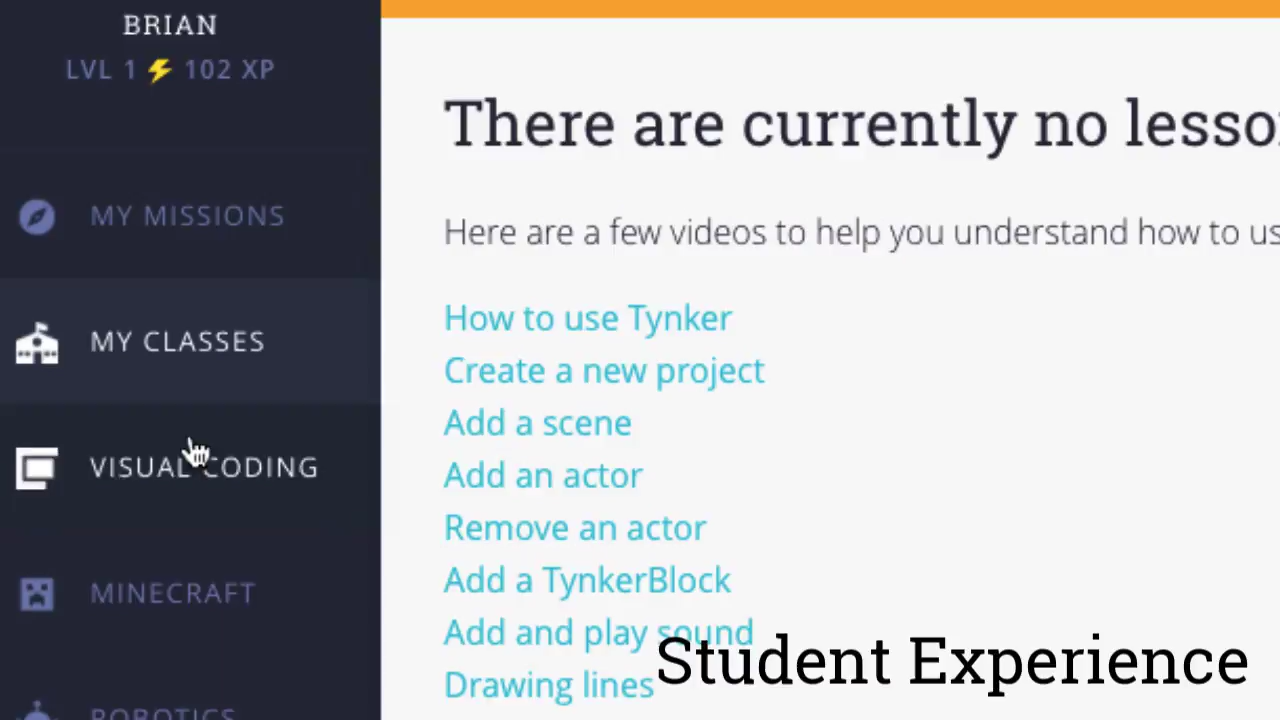 BRIAN
LVL 1 102 XP
MY MISSIONS
MY CLASSES
VISUAL CODING
MINECRAFT
ROBOTICS
There are currently no
Here are a few videos to help you understand how to
How to use Tynker
Create a new project
Add a scene
Add an actor
Remove an actor
Add a TynkerBlock
Add and play sound
Drawing lines
Student Experience